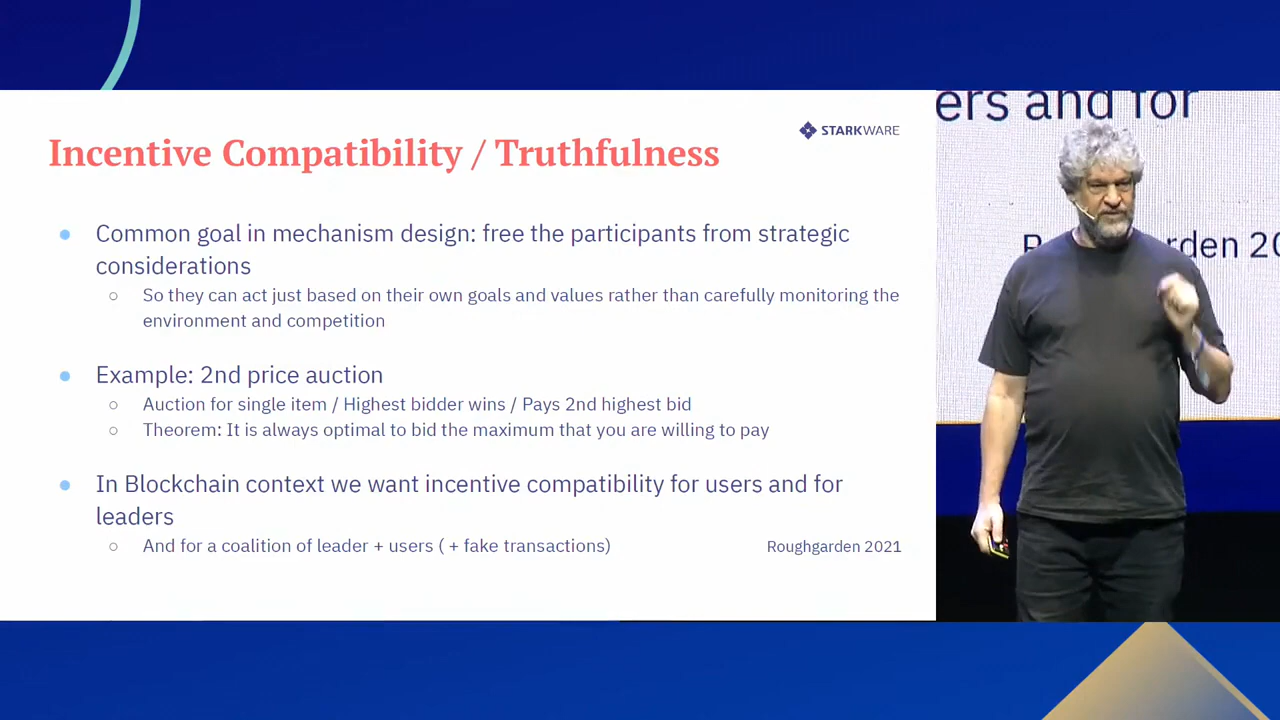 STARKWARE
Incentive Compatibility / Truthfulness
● Common goal in mechanism design: free the participants from strategic
considerations
○ So they can act just based on their own goals and values rather than carefully monitoring the
environment and competition
● Example: 2nd price auction
○ Auction for single item / Highest bidder wins / Pays 2nd highest bid
○ Theorem: It is always optimal to bid the maximum that you are willing to pay
● In Blockchain context we want incentive compatibility for users and for
leaders
○ And for a coalition of leader + users ( + fake transactions)
Roughgarden 2021
ers and for
rden 20